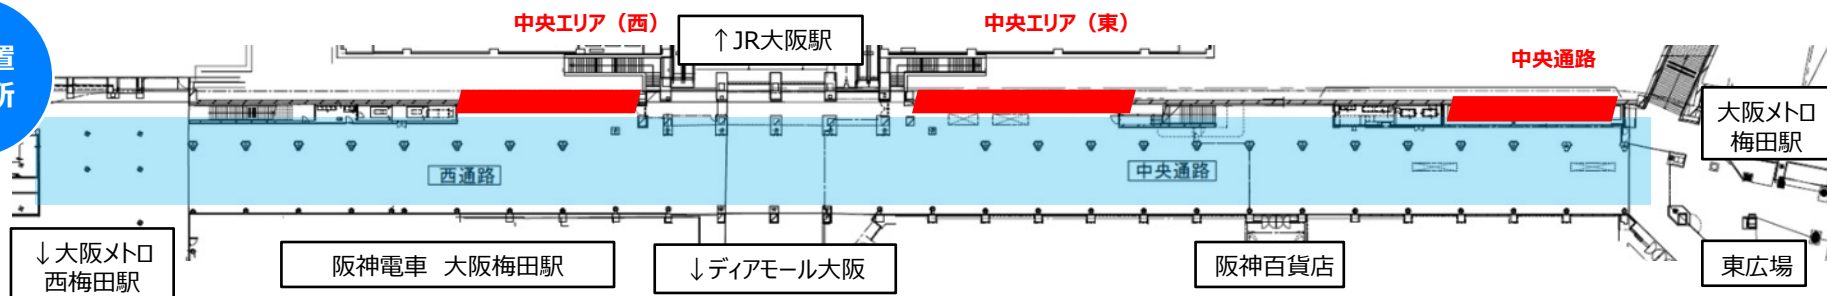 置
所
中央エリア（西）
↑JR大阪駅
中央エリア（東）
中央通路
大阪メトロ
梅田駅
西通路
中央通路
↓大阪メトロ
西梅田駅
阪神電車　大阪梅田駅
↓ディアモール大阪
阪神百貨店
東広場